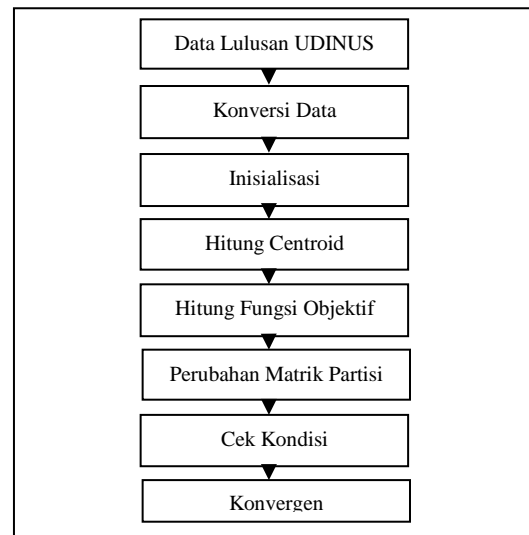 Data Lulusan UDINUS
Konversi Data
Inisialisasi
Hitung Centroid
Hitung Fungsi Objektif
Perubahan Matrik Partisi
Cek Kondisi
Konvergen